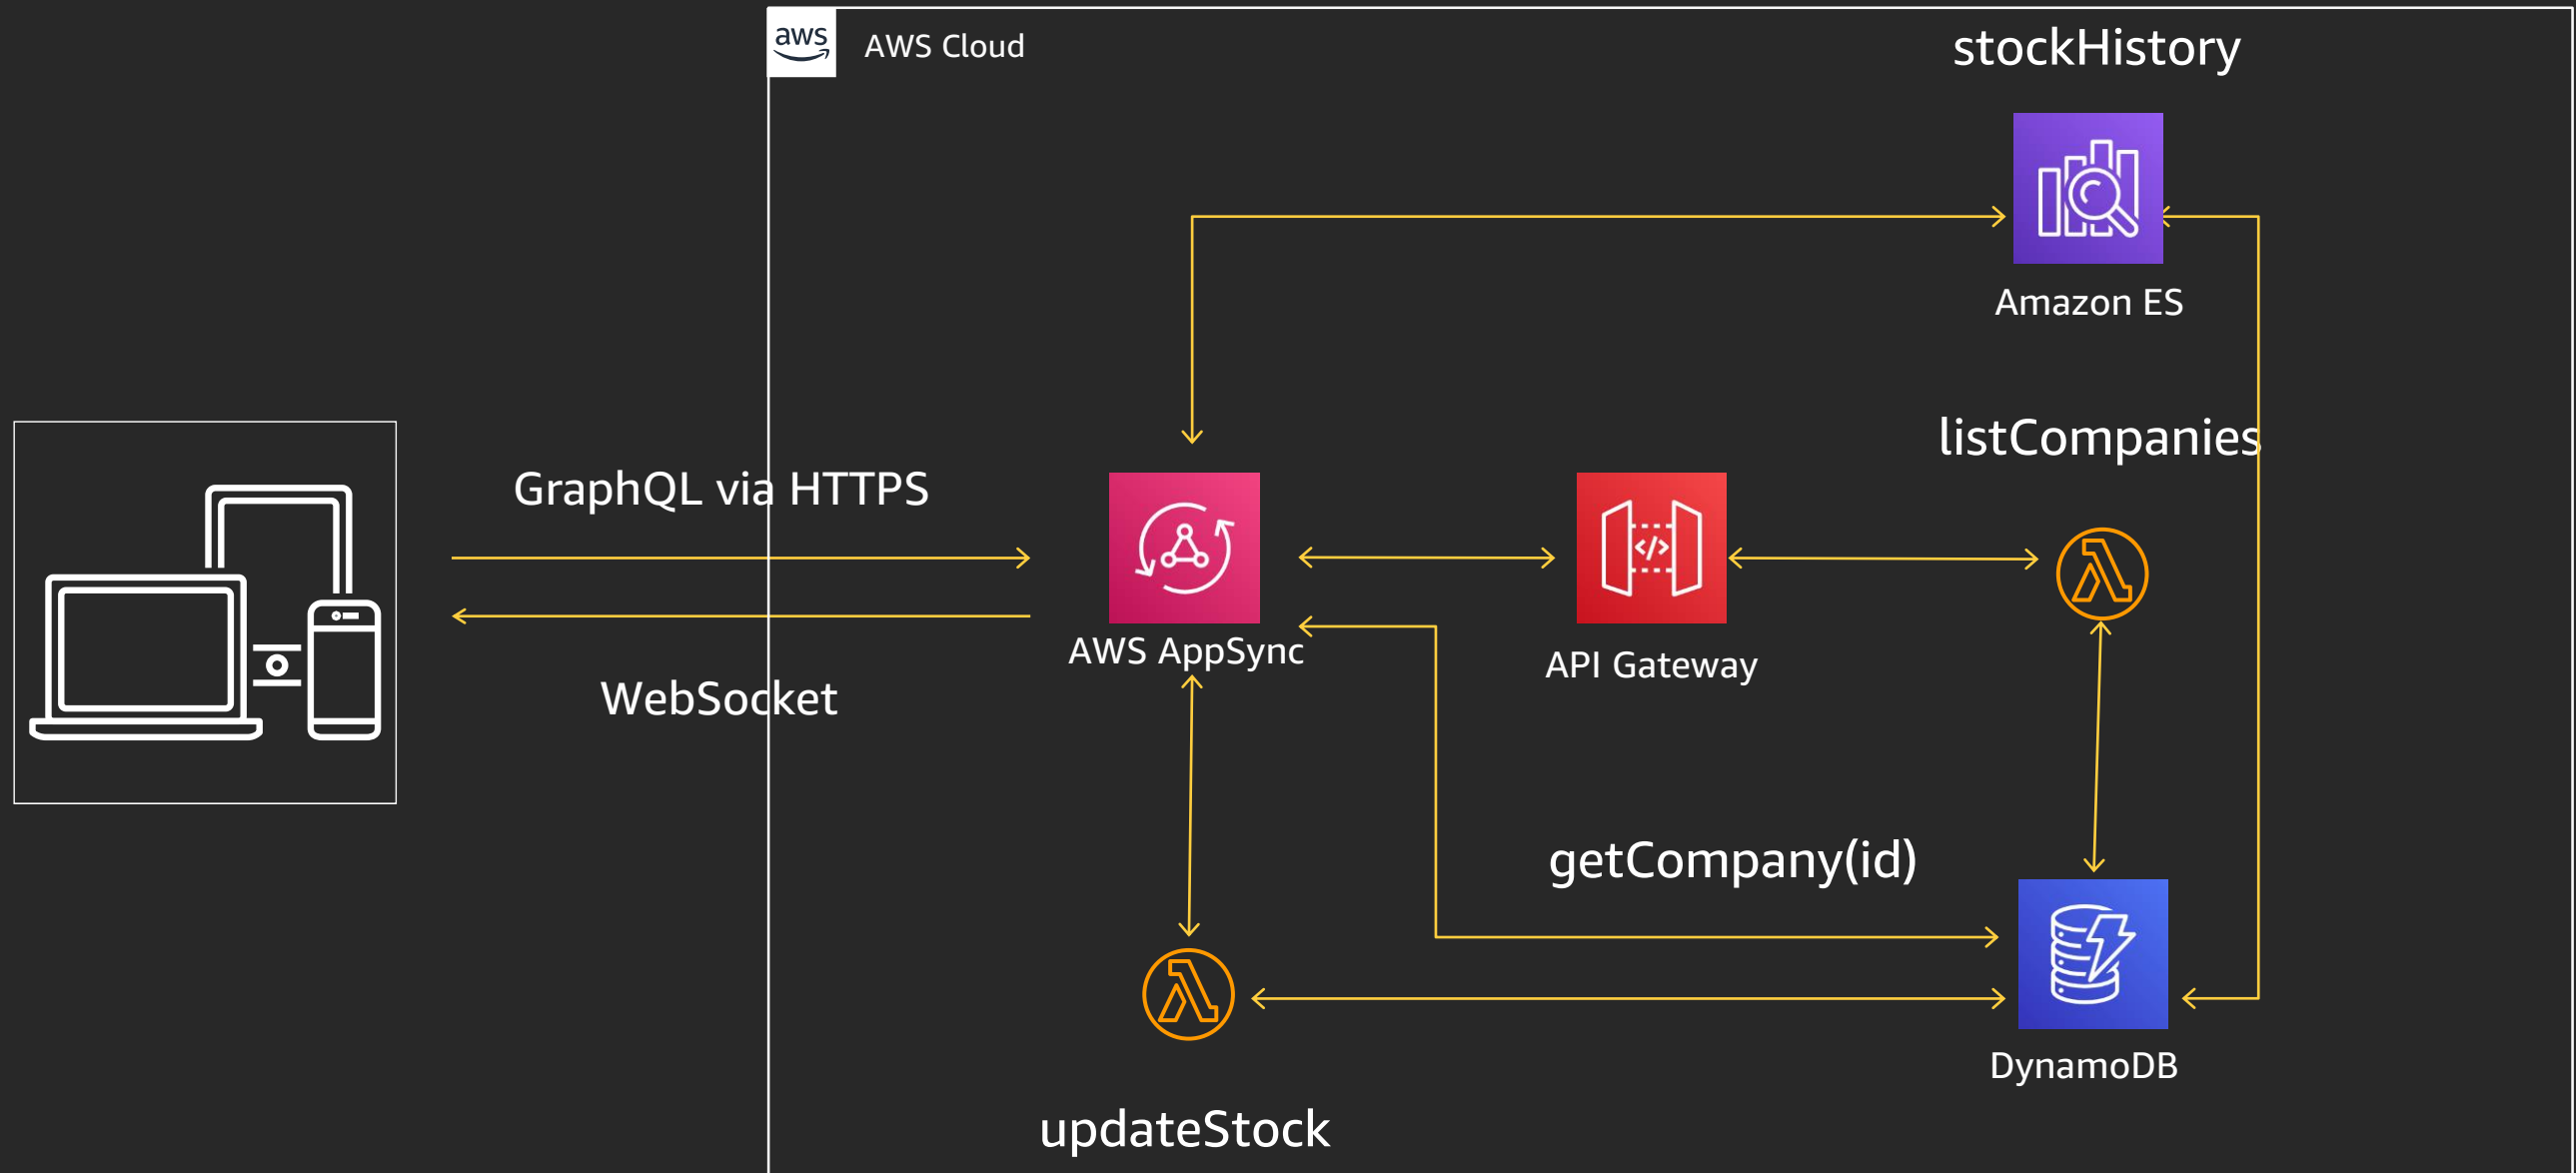 aws
AWS Cloud
stockHistory
Amazon ES
listCompanies
GraphQL via HTTPS
</>
AWS AppSync
API Gateway
WebSocket
getCompany(id)
DynamoDB
updateStock